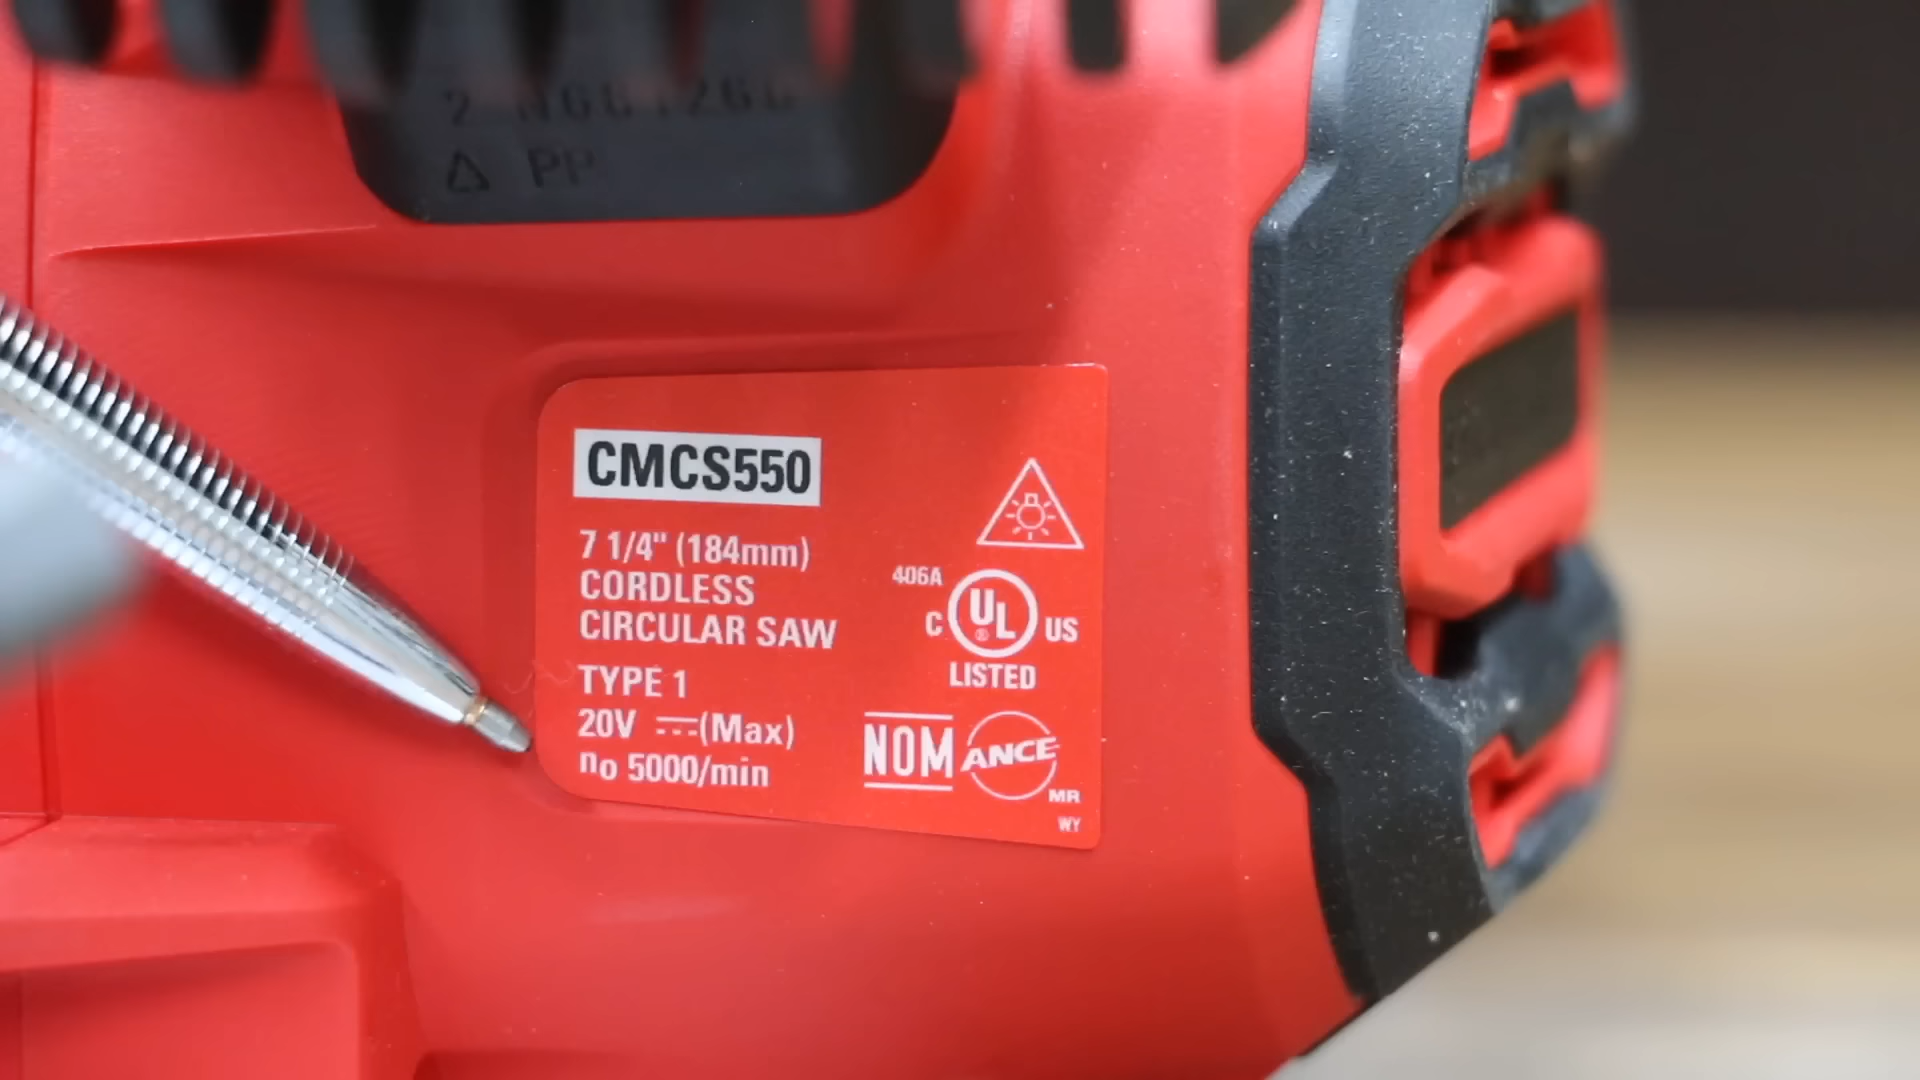 PP
CMCS550
7 1/4" (184mm)
CORDLESS
CIRCULAR SAW
TYPE 1
20V ⎓(Max)
no 5000/min
406A
C UL ® US
LISTED
NOM ANCE
MR
WY